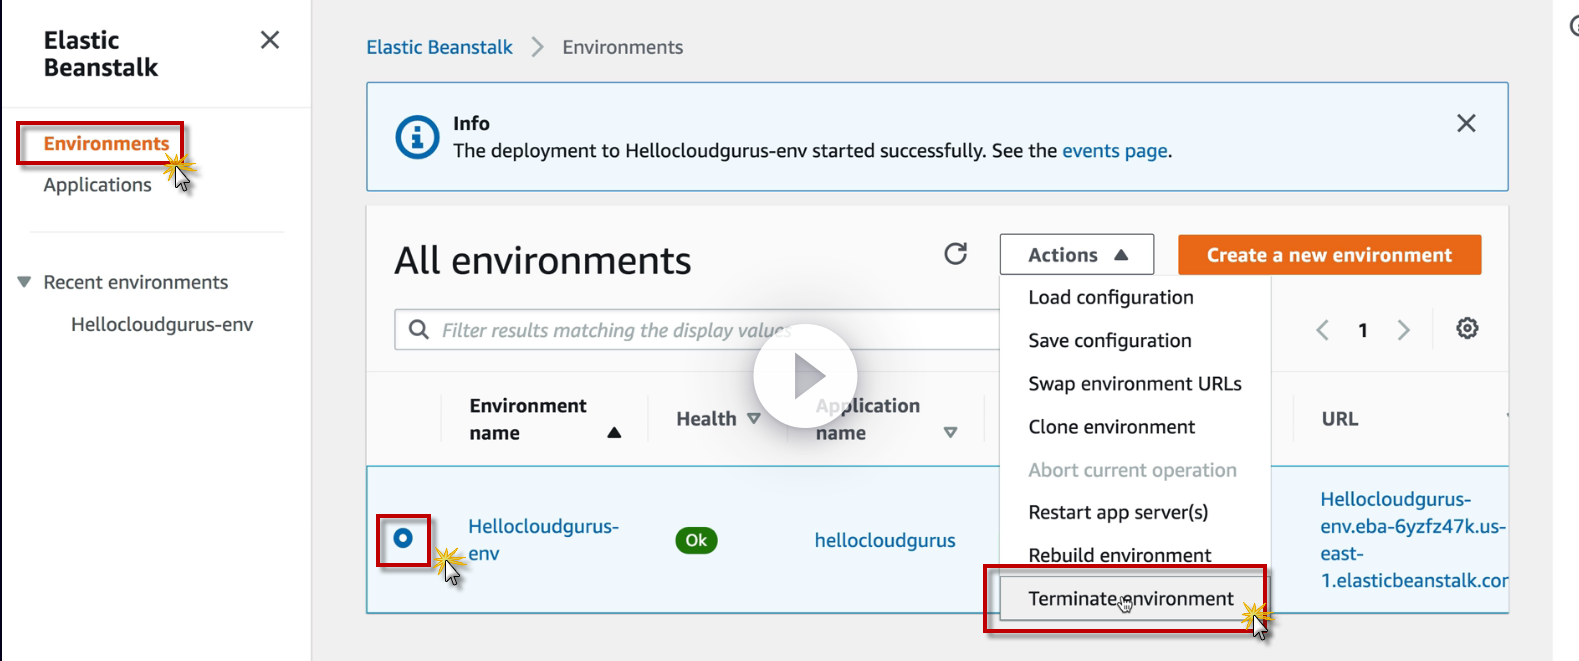 Elastic
Beanstalk
Environments
Applications
Recent environments
Hellocloudgurus-env
Elastic Beanstalk
Environments
Info
The deployment to Hellocloudgurus-env started successfully. See the events page.
All environments
Actions
Create a new environment
Filter results matching the display values
1
Load configuration
Save configuration
Swap environment URLs
Clone environment
Abort current operation
Restart app server(s)
Rebuild environment
Terminate environment
Environment
name
Health
Application
name
URL
Hellocloudgurus-
env
Ok
hellocloudgurus
Hellocloudgurus-
env.eba-6yzfz47k.us-
east-
1.elasticbeanstalk.cor